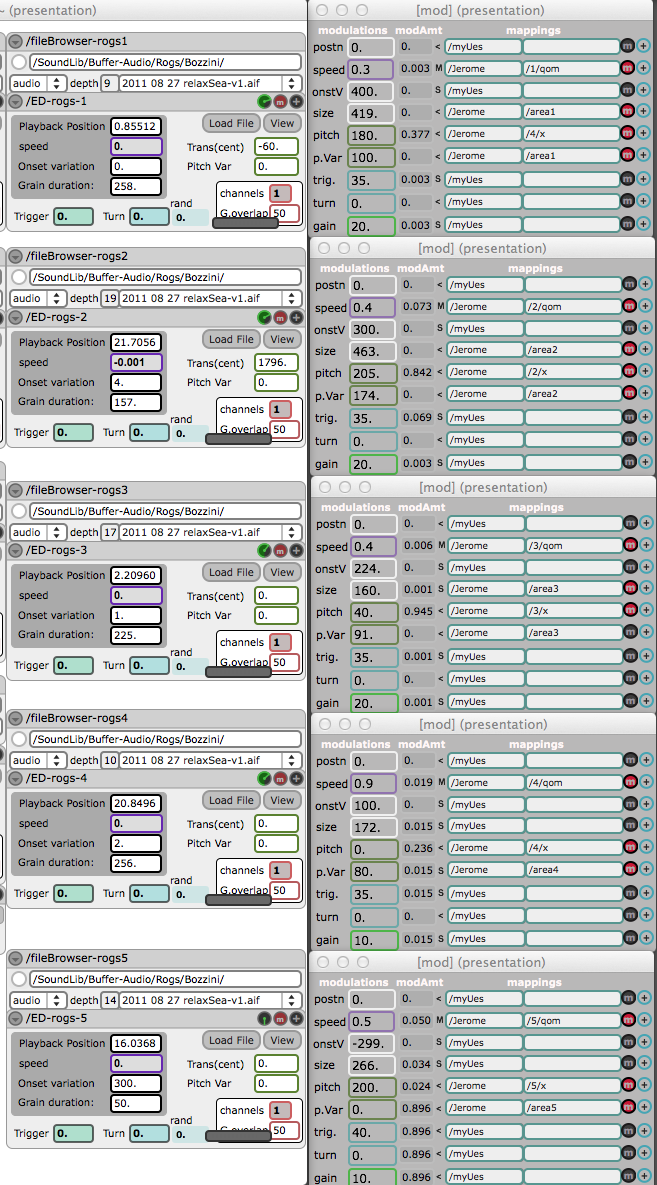 ~ (presentation)
/fileBrowser-rogs1
/SoundLib/Buffer-Audio/Rogs/Bozzini/
audio depth 9 2011 08 27 relaxSea-v1.aif
/ED-rogs-1 m +
Playback Position 0.85512 Load File View
speed 0. Trans(cent) -60.
Onset variation 0. Pitch Var 0.
Grain duration: 258. channels 1
Trigger 0. Turn 0. rand 0. G.overlap 50
/fileBrowser-rogs2
/SoundLib/Buffer-Audio/Rogs/Bozzini/
audio depth 19 2011 08 27 relaxSea-v1.aif
/ED-rogs-2 m +
Playback Position 21.7056 Load File View
speed -0.001 Trans(cent) 1796.
Onset variation 4. Pitch Var 0.
Grain duration: 157. channels 1
Trigger 0. Turn 0. rand 0. G.overlap 50
/fileBrowser-rogs3
/SoundLib/Buffer-Audio/Rogs/Bozzini/
audio depth 17 2011 08 27 relaxSea-v1.aif
/ED-rogs-3 m +
Playback Position 2.20960 Load File View
speed 0. Trans(cent) 0.
Onset variation 1. Pitch Var 0.
Grain duration: 225. channels 1
Trigger 0. Turn 0. rand 0. G.overlap 50
/fileBrowser-rogs4
/SoundLib/Buffer-Audio/Rogs/Bozzini/
audio depth 10 2011 08 27 relaxSea-v1.aif
/ED-rogs-4 m +
Playback Position 20.8496 Load File View
speed 0. Trans(cent) 0.
Onset variation 2. Pitch Var 0.
Grain duration: 256. channels 1
Trigger 0. Turn 0. rand 0. G.overlap 50
/fileBrowser-rogs5
/SoundLib/Buffer-Audio/Rogs/Bozzini/
audio depth 14 2011 08 27 relaxSea-v1.aif
/ED-rogs-5 m +
Playback Position 16.0368 Load File View
speed 0. Trans(cent) 0.
Onset variation 300. Pitch Var 0.
Grain duration: 50. channels 1
Trigger 0. Turn 0. rand 0. G.overlap 50
[mod] (presentation)
modulations modAmt mappings
postn 0. 0. < /myUes m +
speed 0.3 0.003 M /Jerome /1/qom m +
onstV 400. 0. S /myUes m +
size 419. 0. < /Jerome /area1 m +
pitch 180. 0.377 < /Jerome /4/x m +
p.Var 100. 0. < /Jerome /area1 m +
trig. 35. 0.003 S /myUes m +
turn 0. 0. < /myUes m +
gain 20. 0.003 S /myUes m +
[mod] (presentation)
modulations modAmt mappings
postn 0. 0. < /myUes m +
speed 0.4 0.073 M /Jerome /2/qom m +
onstV 300. 0. S /myUes m +
size 463. 0. < /Jerome /area2 m +
pitch 205. 0.842 < /Jerome /2/x m +
p.Var 174. 0. < /Jerome /area2 m +
trig. 35. 0.069 S /myUes m +
turn 0. 0. < /myUes m +
gain 20. 0.003 S /myUes m +
[mod] (presentation)
modulations modAmt mappings
postn 0. 0. < /myUes m +
speed 0.4 0.006 M /Jerome /3/qom m +
onstV 224. 0. S /myUes m +
size 160. 0.001 S /Jerome /area3 m +
pitch 40. 0.945 < /Jerome /3/x m +
p.Var 91. 0. < /Jerome /area3 m +
trig. 35. 0.001 S /myUes m +
turn 0. 0. < /myUes m +
gain 20. 0.001 S /myUes m +
[mod] (presentation)
modulations modAmt mappings
postn 0. 0. < /myUes m +
speed 0.9 0.019 M /Jerome /4/qom m +
onstV 100. 0. S /myUes m +
size 172. 0.015 S /myUes m +
pitch 0. 0.236 < /Jerome /4/x m +
p.Var 80. 0.015 S /Jerome /area4 m +
trig. 35. 0.015 S /myUes m +
turn 0. 0. < /myUes m +
gain 10. 0.015 S /myUes m +
[mod] (presentation)
modulations modAmt mappings
postn 0. 0. < /myUes m +
speed 0.5 0.050 M /Jerome /5/qom m +
onstV -299. 0. S /myUes m +
size 266. 0.034 S /myUes m +
pitch 200. 0.024 < /Jerome /5/x m +
p.Var 0. 0.896 < /Jerome /area5 m +
trig. 40. 0.896 < /myUes m +
turn 0. 0.896 < /myUes m +
gain 10. 0.896 < /myUes m +